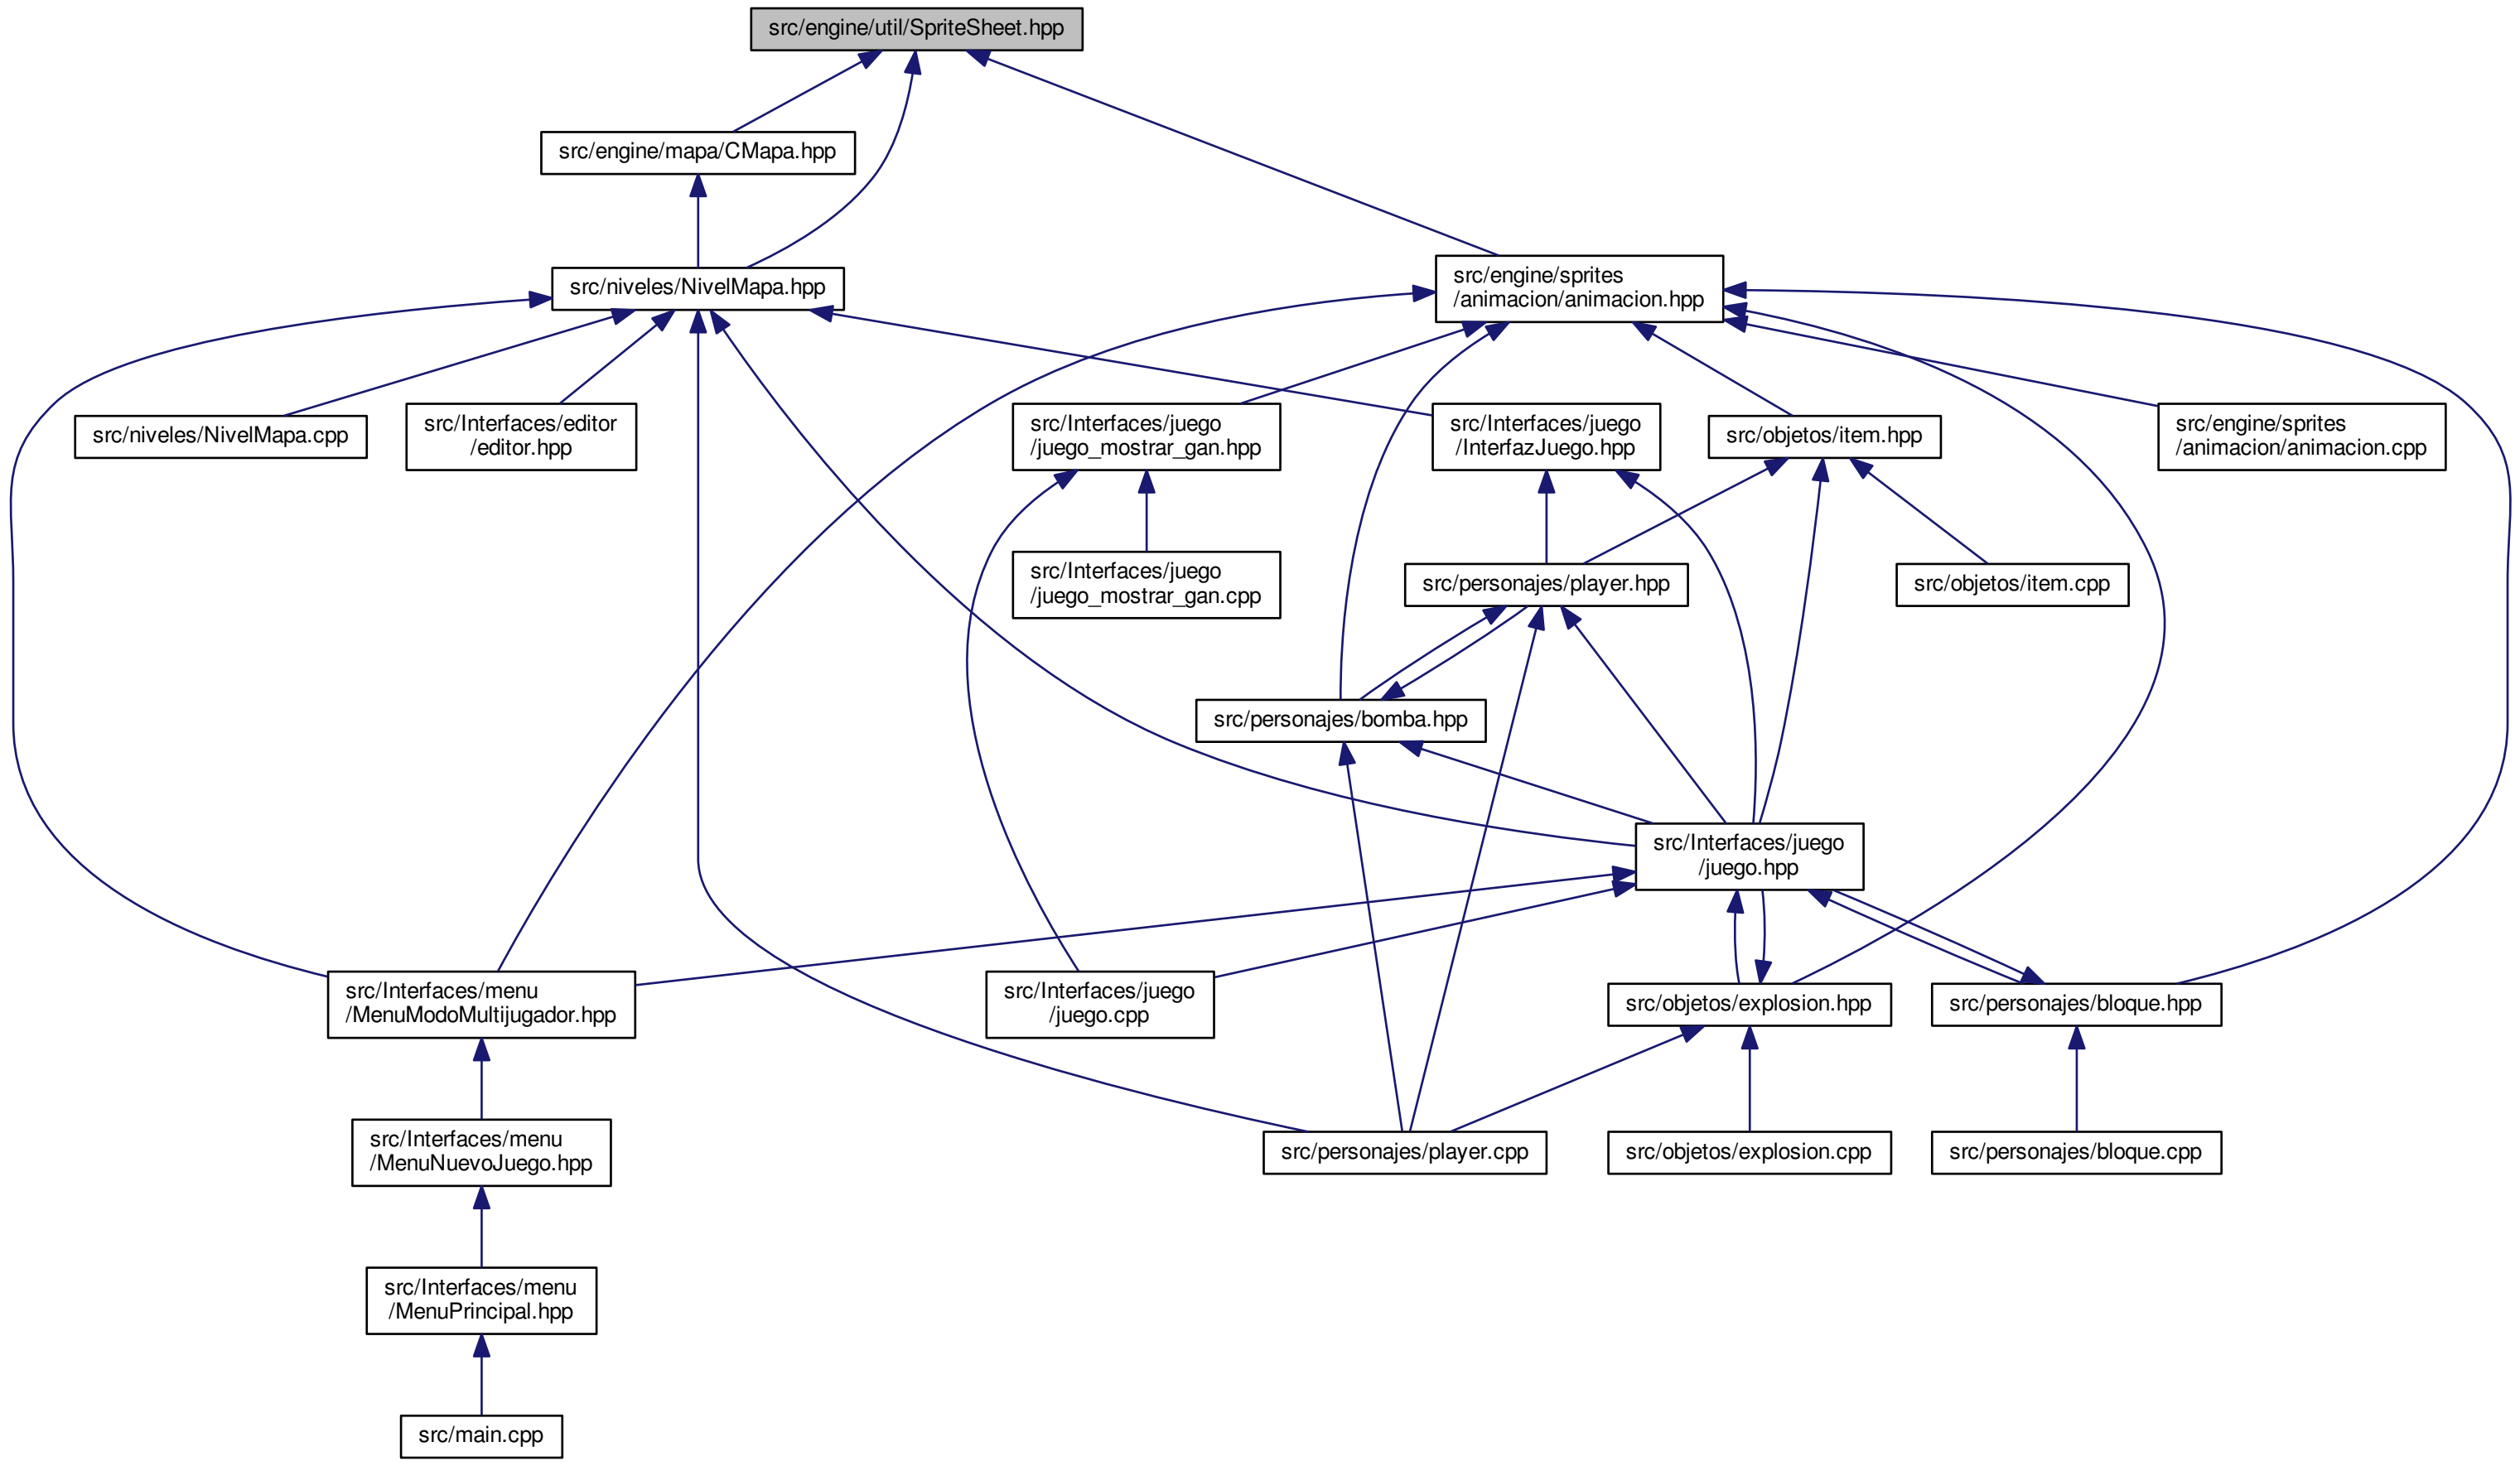 src/engine/util/SpriteSheet.hpp
src/engine/mapa/CMapa.hpp
src/niveles/NivelMapa.hpp
src/engine/sprites
/animacion/animacion.hpp
src/niveles/NivelMapa.cpp
src/Interfaces/editor
/editor.hpp
src/Interfaces/juego
/juego_mostrar_gan.hpp
src/Interfaces/juego
/InterfazJuego.hpp
src/objetos/item.hpp
src/engine/sprites
/animacion/animacion.cpp
src/Interfaces/juego
/juego_mostrar_gan.cpp
src/personajes/player.hpp
src/objetos/item.cpp
src/personajes/bomba.hpp
src/Interfaces/juego
/juego.hpp
src/Interfaces/menu
/MenuModoMultijugador.hpp
src/Interfaces/juego
/juego.cpp
src/objetos/explosion.hpp
src/personajes/bloque.hpp
src/Interfaces/menu
/MenuNuevoJuego.hpp
src/personajes/player.cpp
src/objetos/explosion.cpp
src/personajes/bloque.cpp
src/Interfaces/menu
/MenuPrincipal.hpp
src/main.cpp